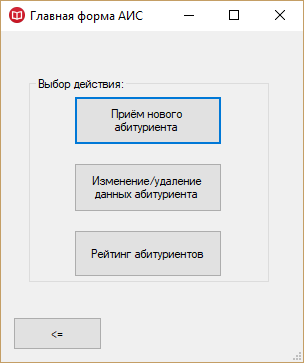 Главная форма АИС
Выбор действия:
Приём нового
абитуриента
Изменение/удаление
данных абитуриента
Рейтинг абитуриентов
<=